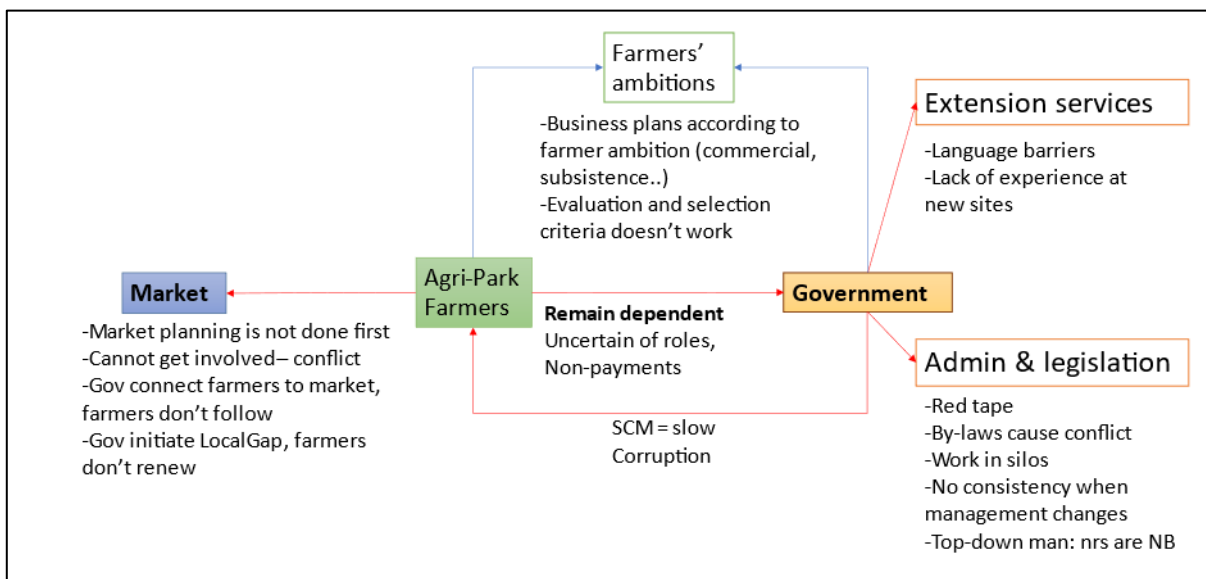 Farmers’
ambitions
-Business plans according to
farmer ambition (commercial,
subsistence..)
-Evaluation and selection
criteria doesn’t work
Extension services
-Language barriers
-Lack of experience at
new sites
Market
-Market planning is not done first
-Cannot get involved– conflict
-Gov connect farmers to market,
farmers don’t follow
-Gov initiate LocalGap, farmers
don’t renew
Agri-Park
Farmers
Remain dependent
Uncertain of roles,
Non-payments
Government
SCM = slow
Corruption
Admin & legislation
-Red tape
-By-laws cause conflict
-Work in silos
-No consistency when
management changes
-Top-down man: nrs are NB